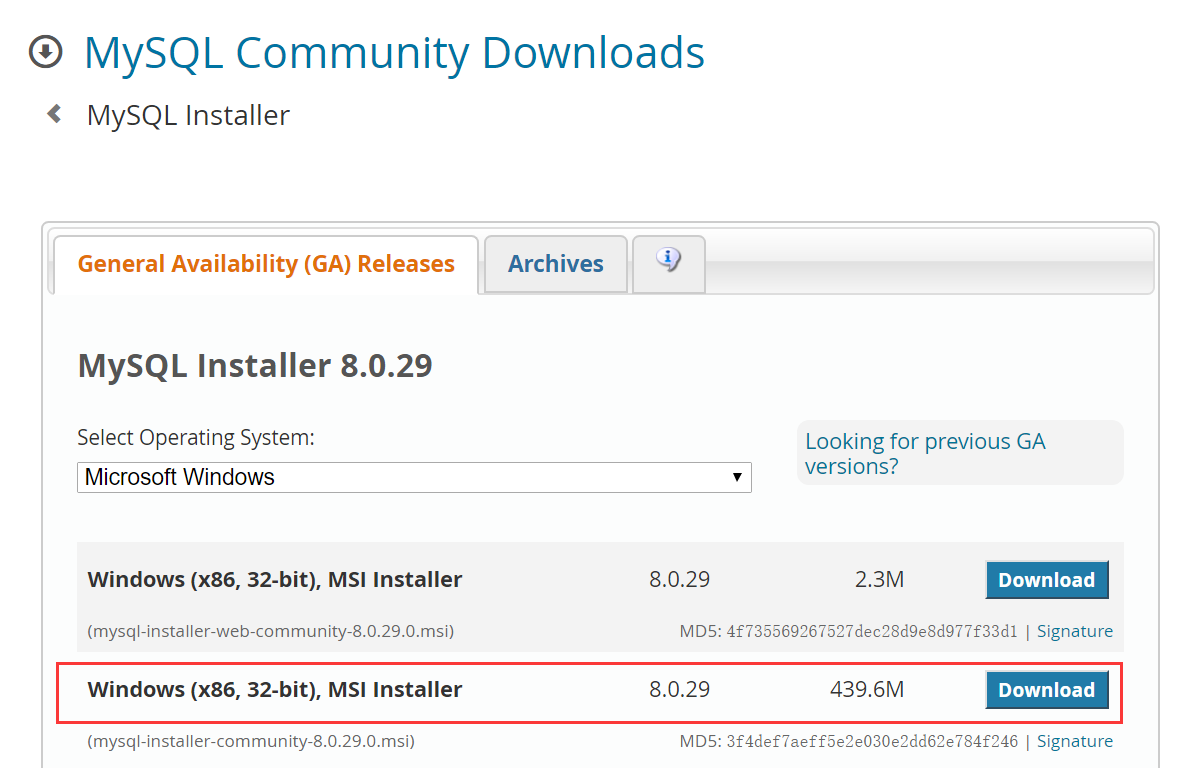 MySQL Community Downloads
MySQL Installer
General Availability (GA) Releases Archives
MySQL Installer 8.0.29
Select Operating System:
Looking for previous GA
versions?
Microsoft Windows
Windows (x86, 32-bit), MSI Installer 8.0.29 2.3M Download
(mysql-installer-web-community-8.0.29.0.msi) MD5: 4f735569267527dec28d9e8d977f33d1 | Signature
Windows (x86, 32-bit), MSI Installer 8.0.29 439.6M Download
(mysql-installer-community-8.0.29.0.msi) MD5: 3f4def7aeff5e2e030e2dd62e784f246 | Signature